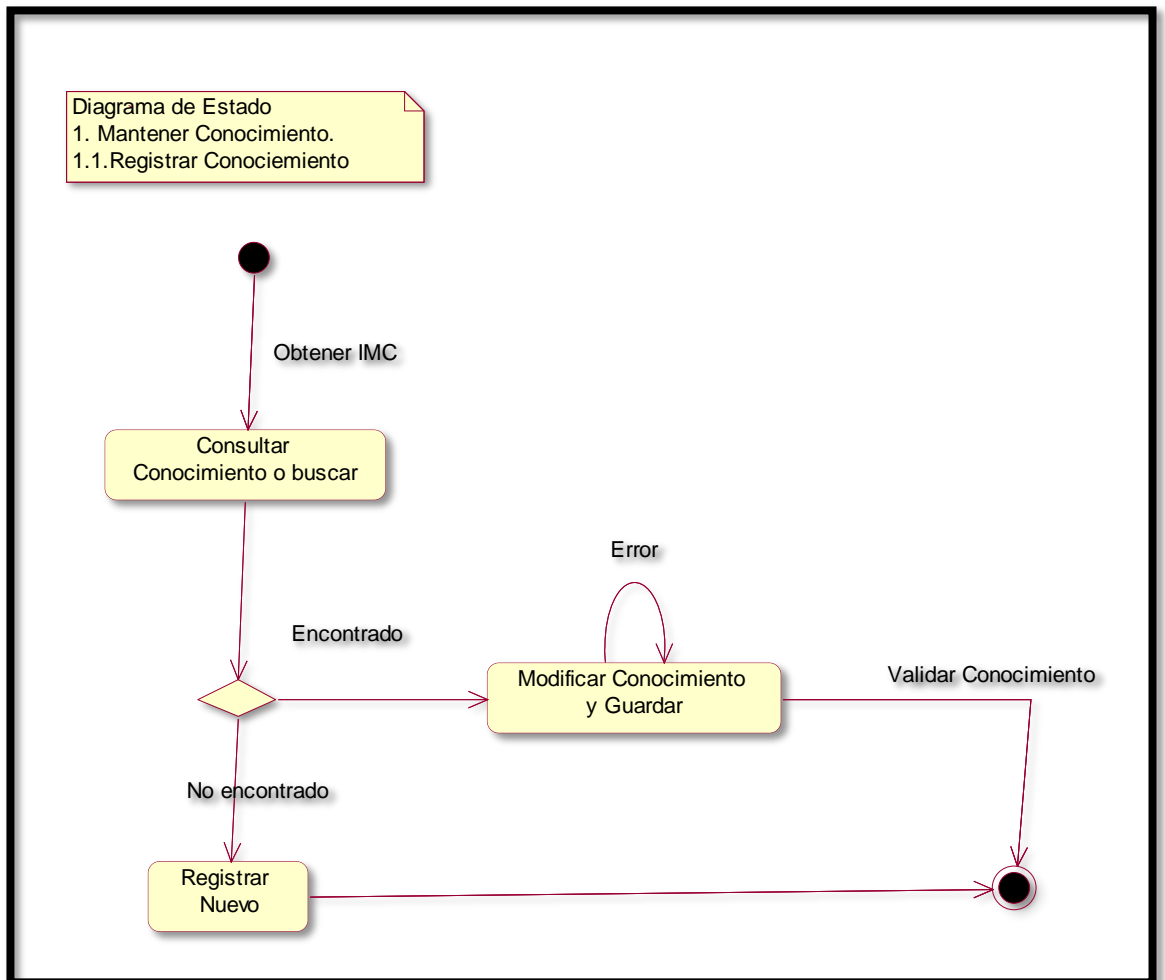 Diagrama de Estado
1. Mantener Conocimiento.
1.1.Registrar Conociemiento
Obtener IMC
Consultar
Conocimiento o buscar
Error
Encontrado
Modificar Conocimiento
y Guardar
Validar Conocimiento
No encontrado
Registrar
Nuevo